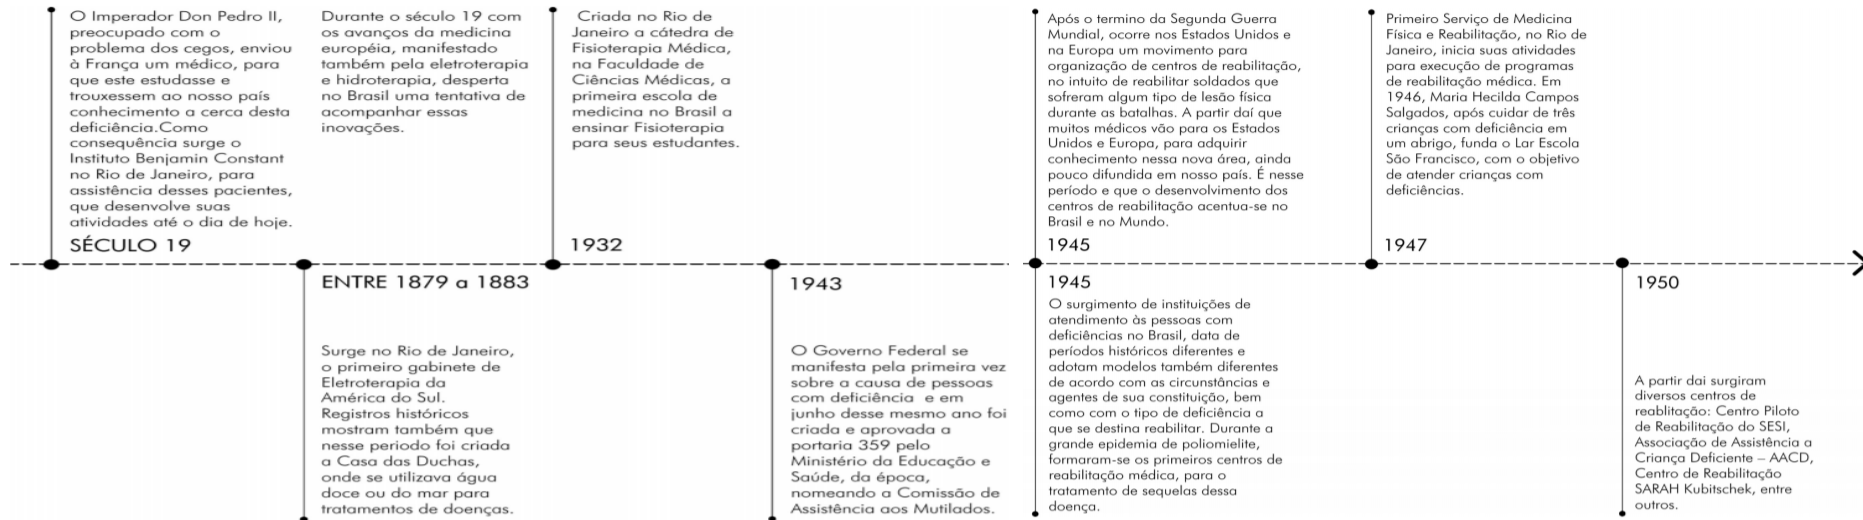 O Imperador Don Pedro II,
preocupado com o
problema dos cegos, enviou
à França um médico, para
que este estudasse e
trouxessem ao nosso país
conhecimento a cerca desta
deficiência.Como
consequência surge o
Instituto Benjamin Constant
no Rio de Janeiro, para
assistência desses pacientes,
que desenvolve suas
atividades até o dia de hoje.
SÉCULO 19
Durante o século 19 com
os avanços da medicina
européia, manifestado
também pela eletroterapia
e hidroterapia, desperta
no Brasil uma tentativa de
acompanhar essas
inovações.
ENTRE 1879 a 1883
Surge no Rio de Janeiro,
o primeiro gabinete de
Eletroterapia da
América do Sul.
Registros históricos
mostram também que
nesse periodo foi criada
a Casa das Duchas,
onde se utilizava água
doce ou do mar para
tratamentos de doenças.
Criada no Rio de
Janeiro a cátedra de
Fisioterapia Médica,
na Faculdade de
Ciências Médicas, a
primeira escola de
medicina no Brasil a
ensinar Fisioterapia
para seus estudantes.
1932
1943
O Governo Federal se
manifesta pela primeira vez
sobre a causa de pessoas
com deficiência e em
junho desse mesmo ano foi
criada e aprovada a
portaria 359 pelo
Ministério da Educação e
Saúde, da época,
nomeando a Comissão de
Assistência aos Mutilados.
Após o termino da Segunda Guerra
Mundial, ocorre nos Estados Unidos e
na Europa um movimento para
organização de centros de reabilitação,
no intuito de reabilitar soldados que
sofreram algum tipo de lesão física
durante as batalhas. A partir daí que
muitos médicos vão para os Estados
Unidos e Europa, para adquirir
conhecimento nessa nova área, ainda
pouco difundida em nosso país. É nesse
período e que o desenvolvimento dos
centros de reabilitação acentua-se no
Brasil e no Mundo.
1945
1945
O surgimento de instituições de
atendimento às pessoas com
deficiências no Brasil, data de
períodos históricos diferentes e
adotam modelos também diferentes
de acordo com as circunstâncias e
agentes de sua constituição, bem
como com o tipo de deficiência a
que se destina reabilitar. Durante a
grande epidemia de poliomielite,
formaram-se os primeiros centros de
reabilitação médica, para o
tratamento de sequelas dessa
doença.
Primeiro Serviço de Medicina
Física e Reabilitação, no Rio de
Janeiro, inicia suas atividades
para execução de programas
de reabilitação médica. Em
1946, Maria Hecilda Campos
Salgados, após cuidar de três
crianças com deficiência em
um abrigo, funda o Lar Escola
São Francisco, com o objetivo
de atender crianças com
deficiências.
1947
1950
A partir dai surgiram
diversos centros de
reablitação: Centro Piloto
de Reabilitação do SESI,
Associação de Assistência a
Criança Deficiente – AACD,
Centro de Reabilitação
SARAH Kubitschek, entre
outros.